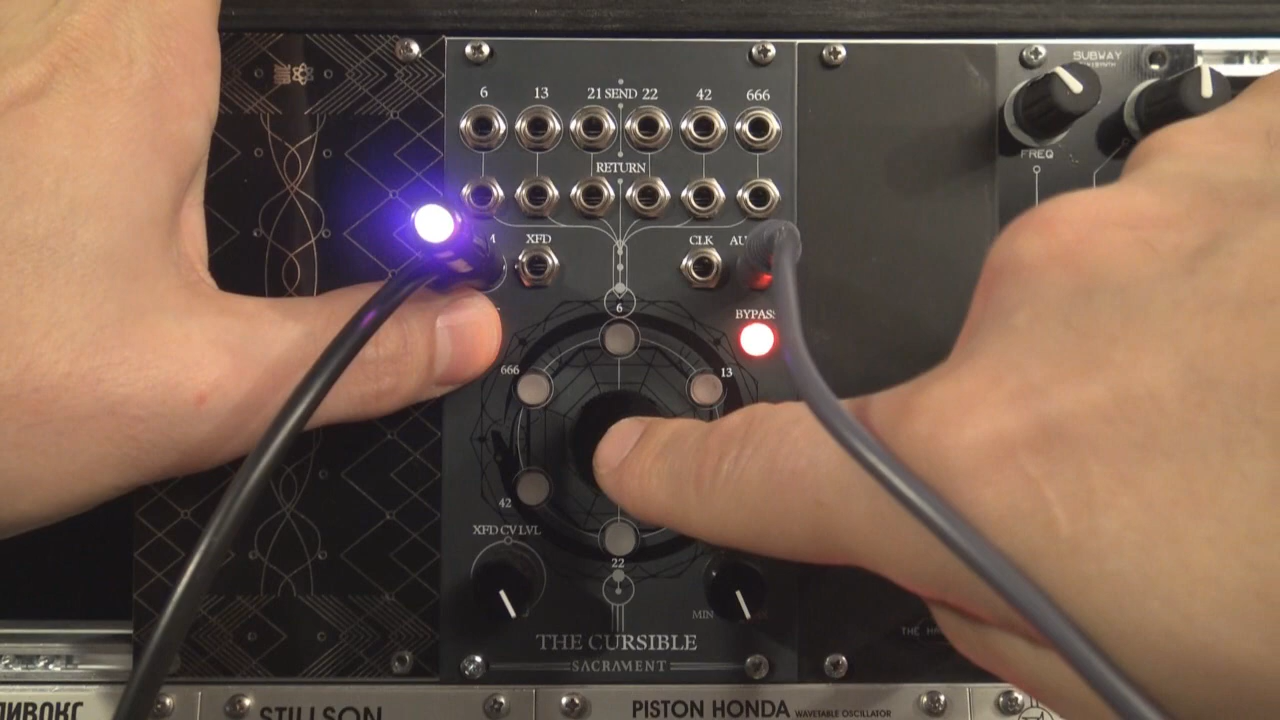 SUBWAY
6 13 21 SEND 22 42 666
RETURN
FREQ
XFD CLK
6
BYPASS
666 13
42
XFD CV LVL
22
MIN
THE CURSIBLE
SACRAMENT
STILLSON
PISTON HONDA WAVETABLE OSCILLATOR